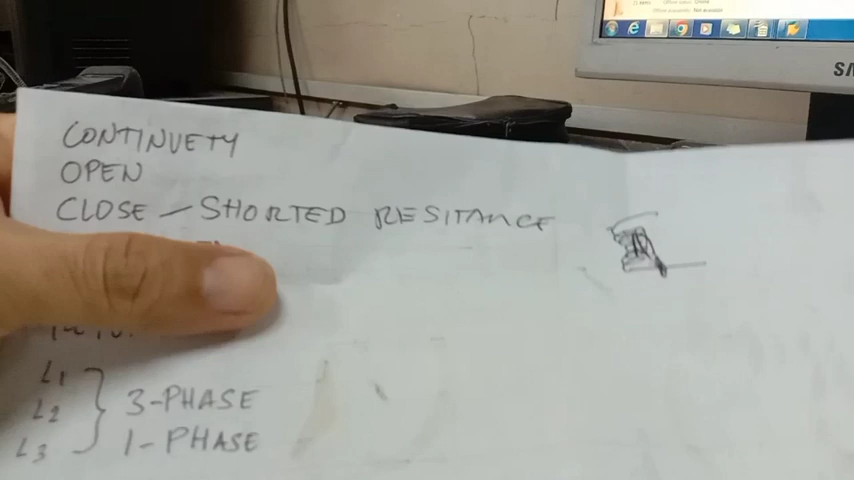 CONTINUETY
OPEN
CLOSE — SHORTED RESITANCE
L1
L2 } 3-PHASE
L3 1-PHASE